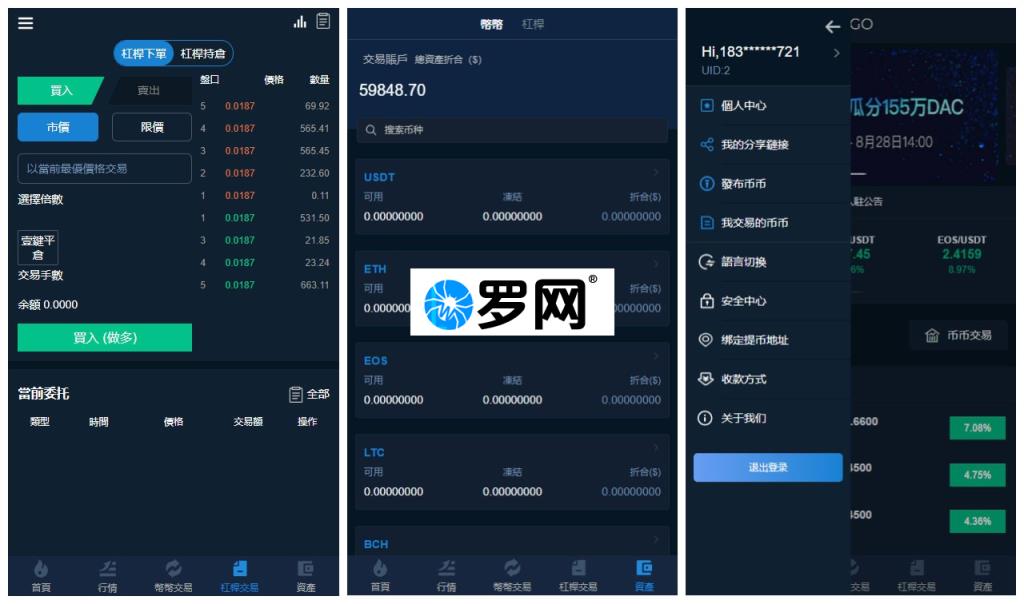 杠桿下單 杠桿持倉
買入 賣出
市價 限價
以當前最優價格交易
選擇倍數
壹鍵平倉
交易手數
余額 0.0000
買入 (做多)
盤口 價格 數量
5 0.0187 69.92
4 0.0187 565.41
3 0.0187 565.45
2 0.0187 232.60
1 0.0187 0.11
1 0.0187 531.50
3 0.0187 21.85
4 0.0187 23.24
5 0.0187 663.11
當前委托 全部
類型 時間 價格 交易額 操作
首頁 行情 幣幣交易 杠桿交易 資產
幣幣 杠桿
交易賬戶 總資產折合 ($)
59848.70
搜索币种
USDT
可用 凍結 折合($)
0.00000000 0.00000000 0.00000000
ETH
可用 折合($)
0.00000 0.00000000
罗网®
EOS
可用 凍結 折合($)
0.00000000 0.00000000 0.00000000
LTC
可用 凍結 折合($)
0.00000000 0.00000000 0.00000000
BCH
首頁 行情 幣幣交易 杠桿交易 資產
GO
Hi,183******721
UID:2
個人中心
我的分享鏈接
發布币币
我交易的币币
語言切換
安全中心
绑定提币地址
收款方式
关于我们
退出登录
瓜分155万DAC
- 8月28日14:00
駐公告
USDT EOS/USDT
.45 2.4159
6% 8.97%
币币交易
.6600 7.08%
4500 4.75%
4500 4.36%
交易 杠桿交易 資產